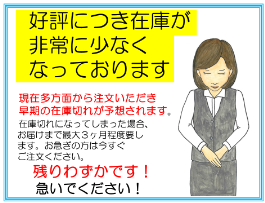 好評につき在庫が
非常に少なく
なっております
現在多方面から注文いただき
早期の在庫切れが予想されます。
在庫切れになってしまった場合、
お届けまで最大3ヶ月程度要し
ます。お急ぎの方は今すぐ
ご注文ください。
残りわずかです！
急いでください！